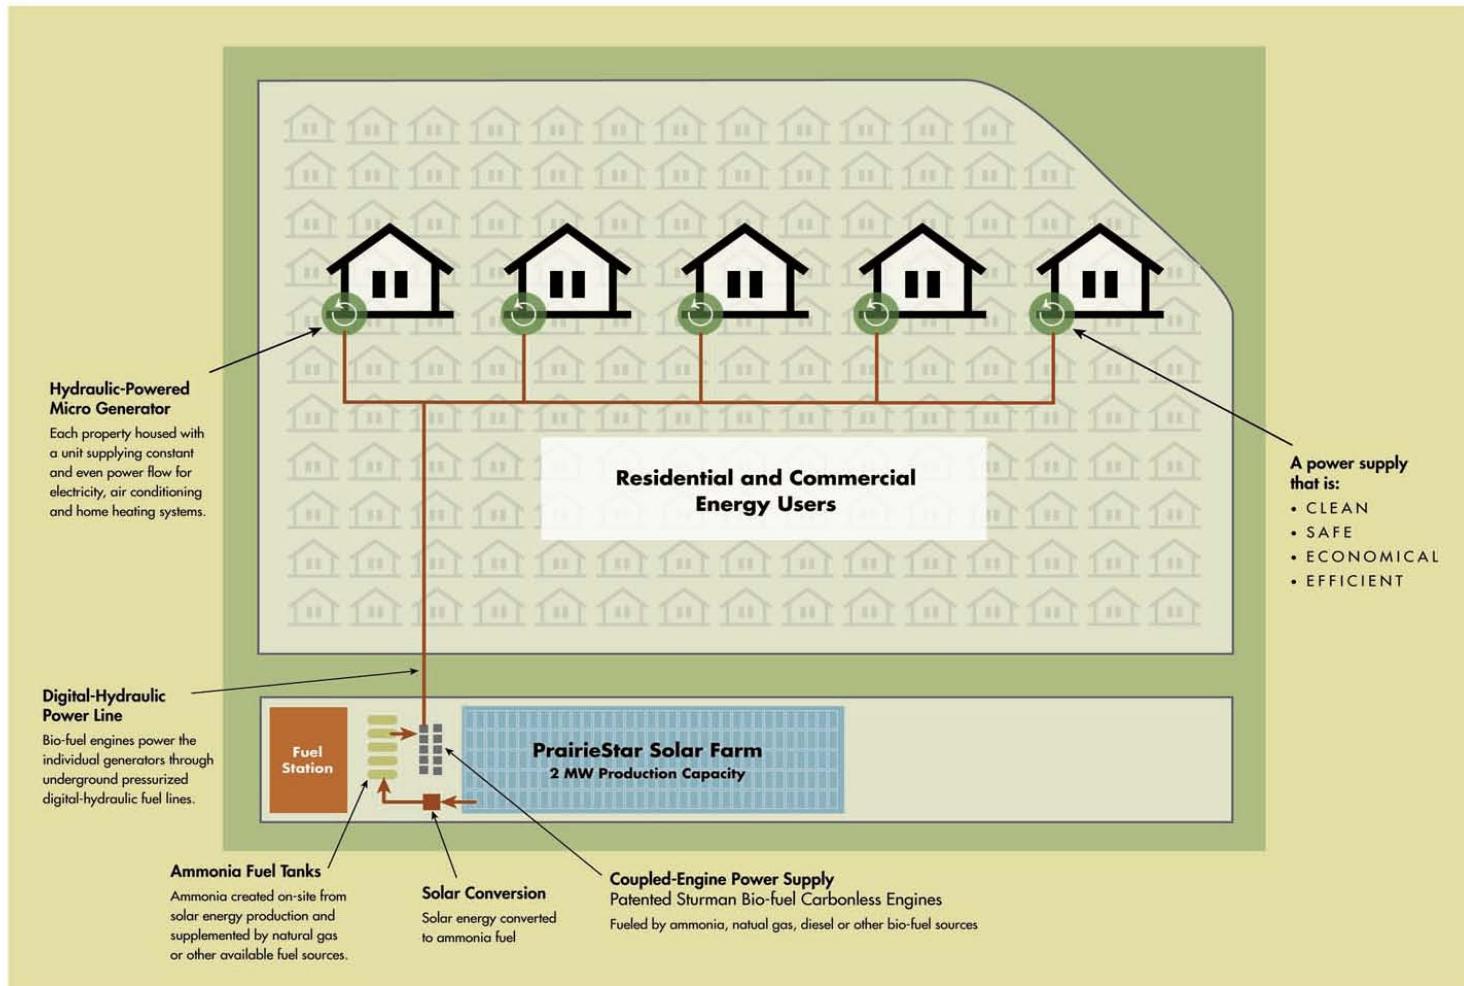 Hydraulic-Powered
Micro Generator
Each property housed with
a unit supplying constant
and even power flow for
electricity, air conditioning
and home heating systems.
Residential and Commercial
Energy Users
A power supply
that is:
• CLEAN
• SAFE
• ECONOMICAL
• EFFICIENT
Digital-Hydraulic
Power Line
Bio-fuel engines power the
individual generators through
underground pressurized
digital-hydraulic fuel lines.
Fuel
Station
PrairieStar Solar Farm
2 MW Production Capacity
Ammonia Fuel Tanks
Ammonia created on-site from
solar energy production and
supplemented by natural gas
or other available fuel sources.
Solar Conversion
Solar energy converted
to ammonia fuel
Coupled-Engine Power Supply
Patented Sturman Bio-fuel Carbonless Engines
Fueled by ammonia, natual gas, diesel or other bio-fuel sources